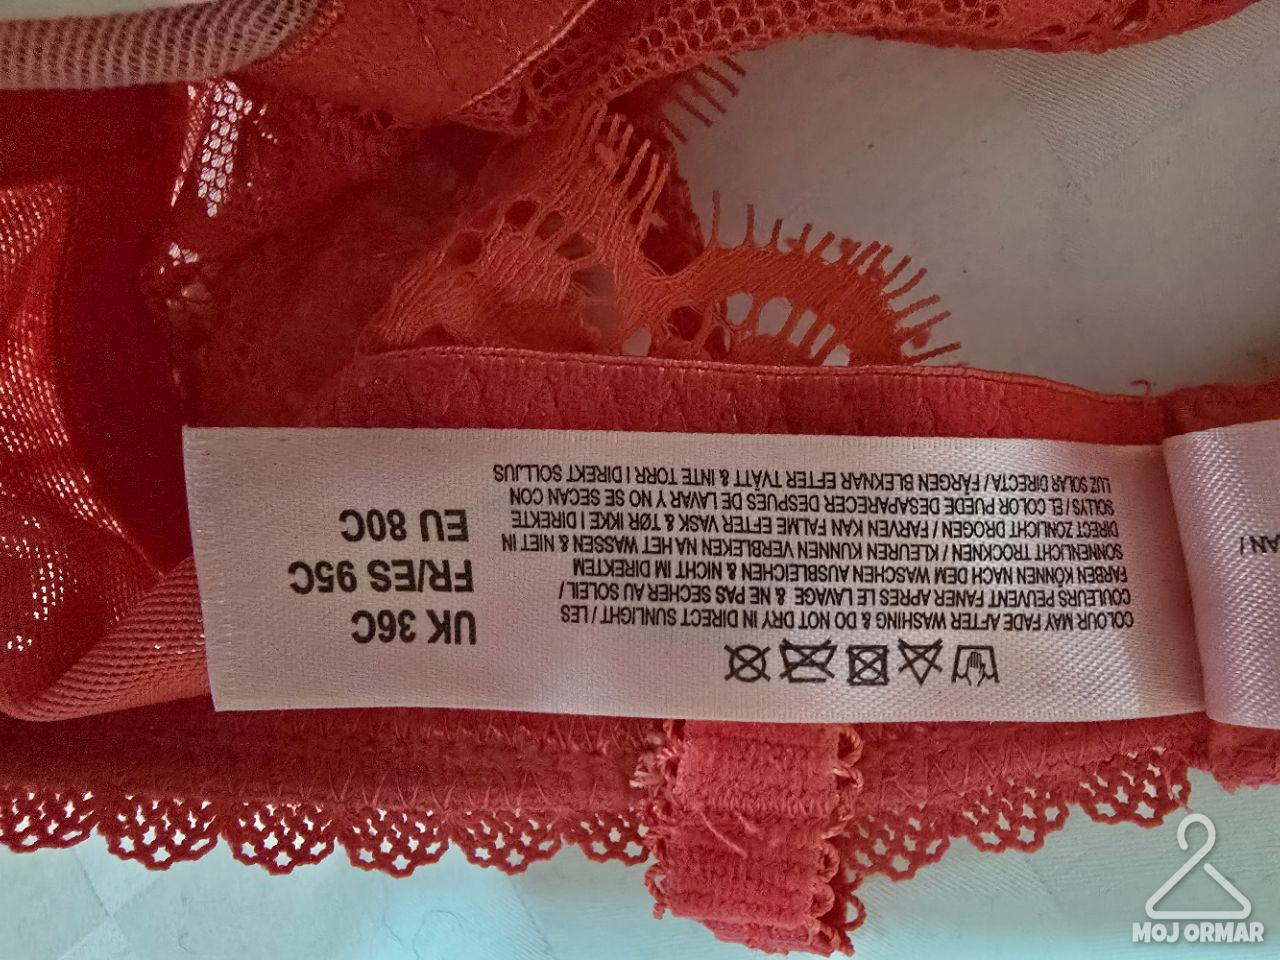 COLOUR MAY FADE AFTER WASHING & DO NOT DRY IN DIRECT SUNLIGHT / LES
COULEURS PEUVENT FANER APRES LE LAVAGE & NE PAS SECHER AU SOLEIL /
FARBEN KÖNNEN NACH DEM WASCHEN AUSBLEICHEN & NICHT IM DIREKTEM
SONNENLICHT TROCKNEN / KLEUREN KUNNEN VERBLEKEN NA HET WASSEN & NIET IN
DIRECT ZONLICHT DROGEN / FARVEN KAN FALME EFTER VASK & TØR IKKE I DIREKTE
SOLLYS / EL COLOR PUEDE DESAPARECER DESPUES DE LAVAR Y NO SE SECAN CON
LUZ SOLAR DIRECTA / FÄRGEN BLEKNAR EFTER TVÄTT & INTE TORR I DIREKT SOLLJUS
UK 36C
FR/ES 95C
EU 80C
MOJ ORMAR